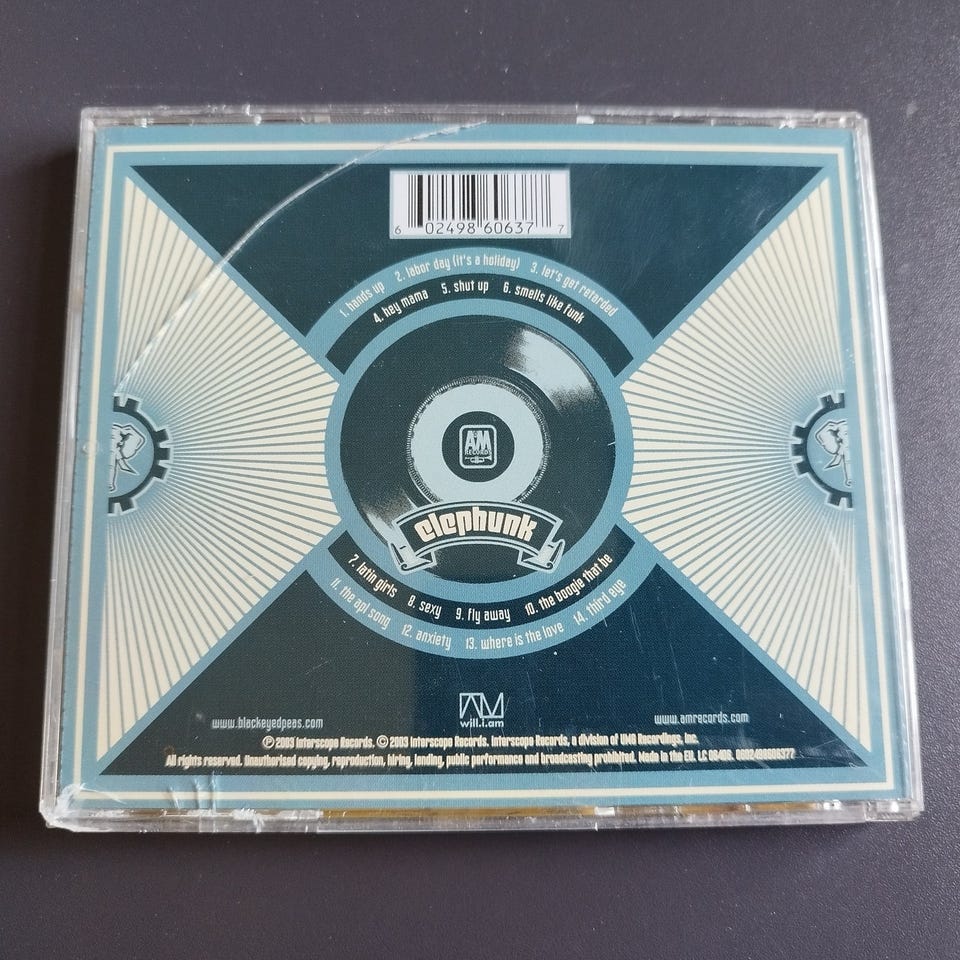 6 02498 60637 7
1. hands up 2. labor day (it's a holiday) 3. let's get retarded
4. hey mama 5. shut up 6. smells like funk
A&M
RECORDS
elephunk
7. latin girls 8. sexy 9. fly away 10. the boogie that be
11. the apl song 12. anxiety 13. where is the love 14. third eye
will.i.am
www.blackeyedpeas.com
www.amrecords.com
℗ 2003 Interscope Records. © 2003 Interscope Records. Interscope Records, a division of UMG Recordings, Inc.
All rights reserved. Unauthorised copying, reproduction, hiring, lending, public performance and broadcasting prohibited. Made in the EU. LC 06406. 0602498606377